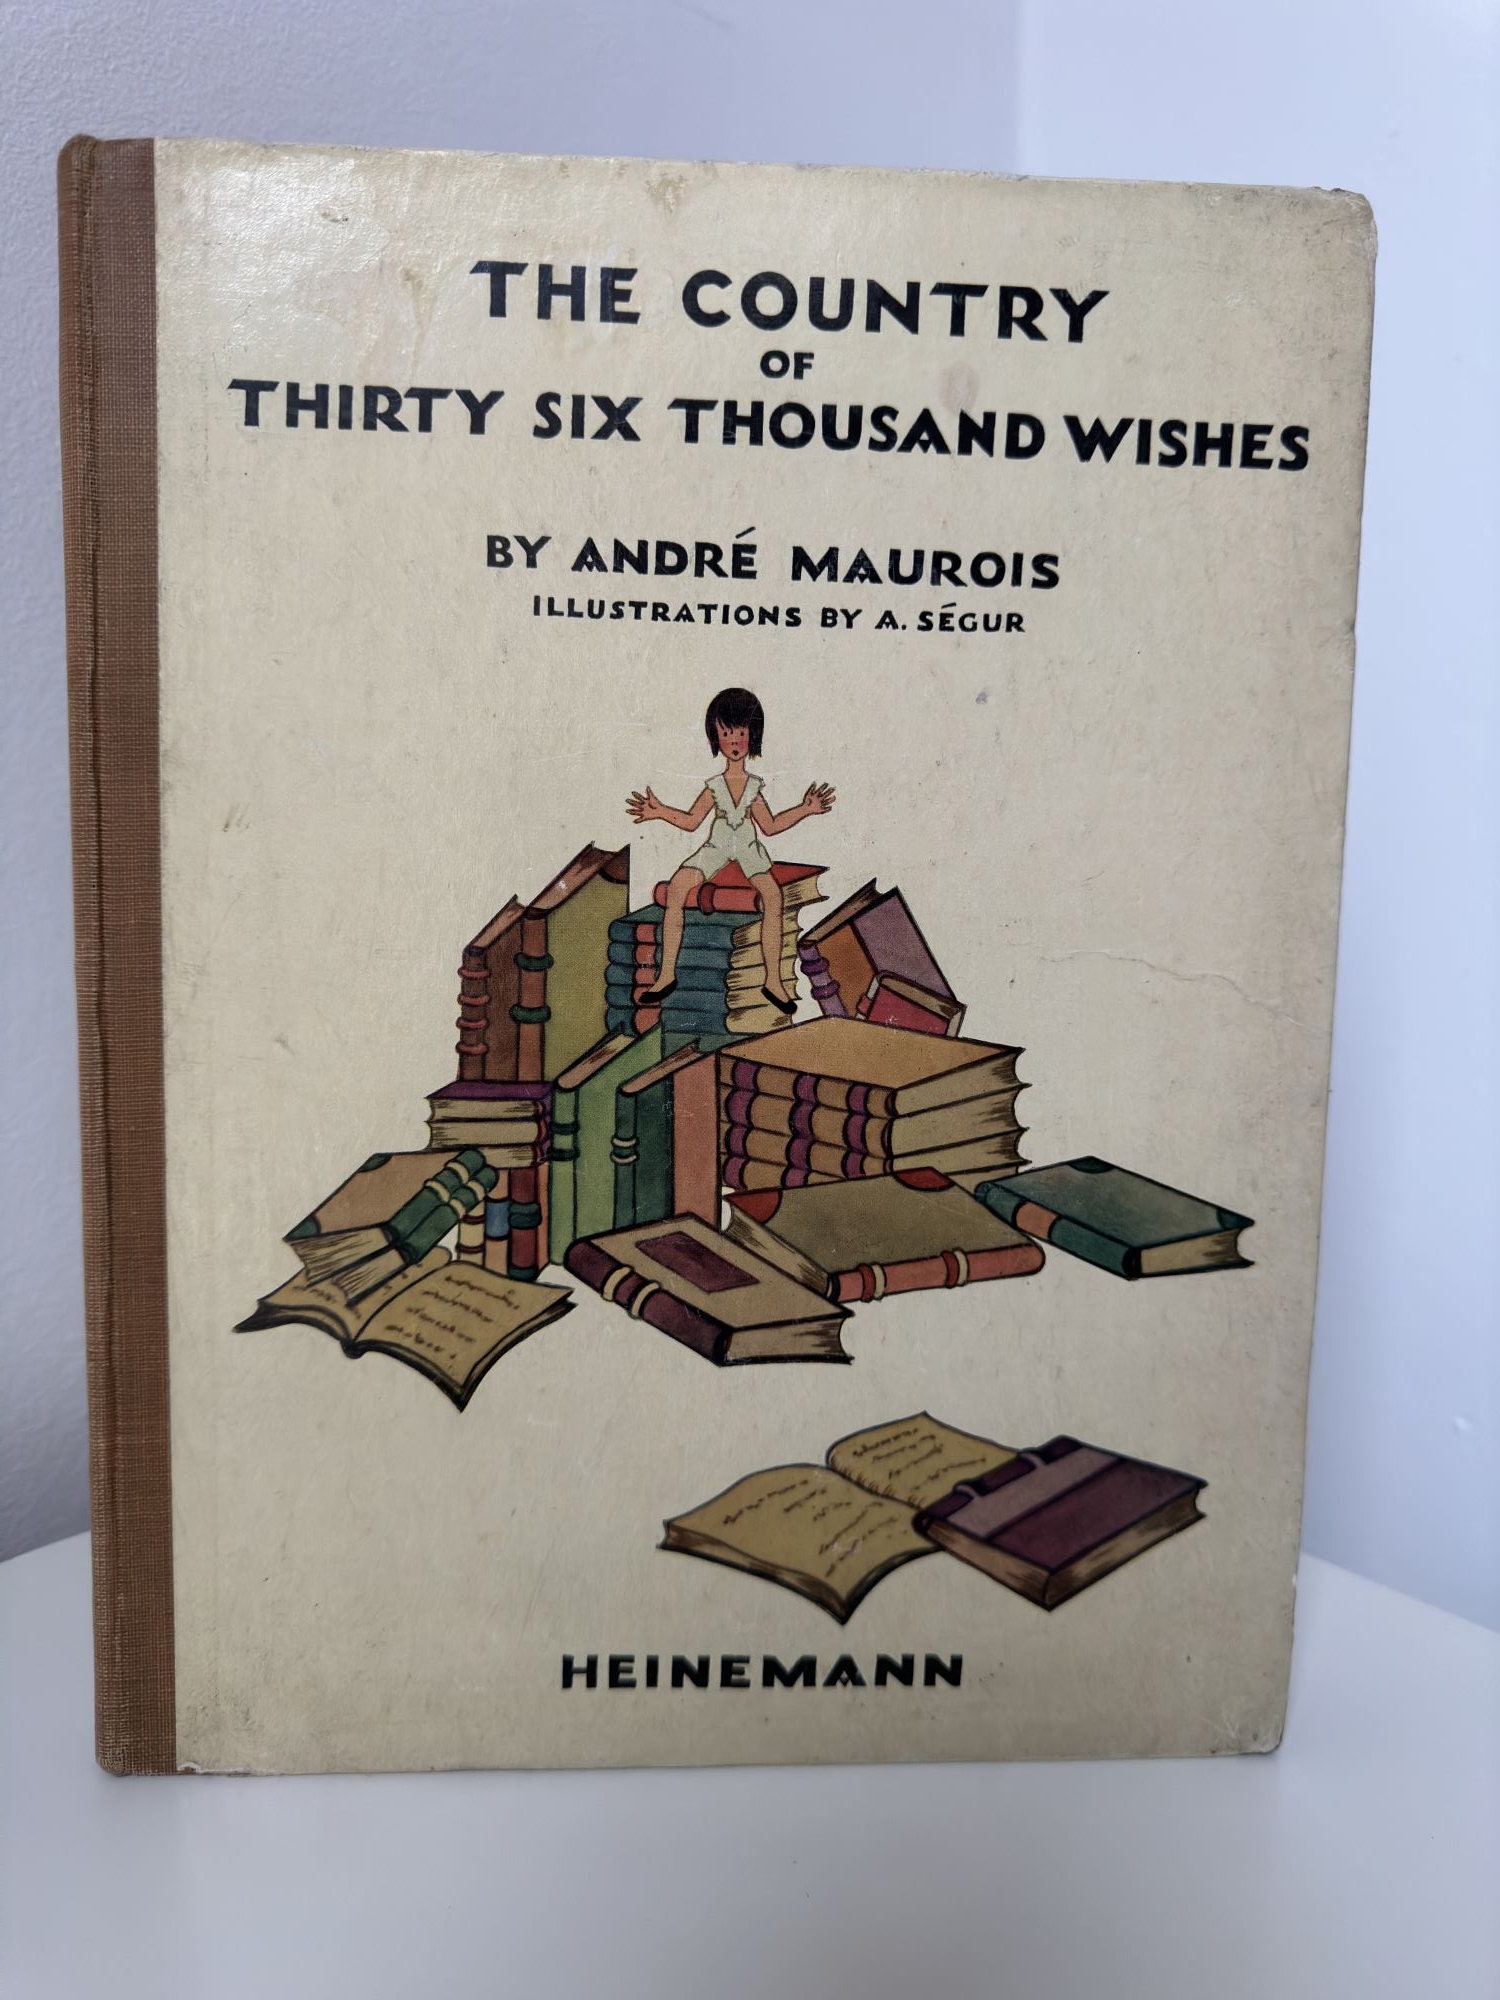 THE COUNTRY
OF
THIRTY SIX THOUSAND WISHES
BY ANDRÉ MAUROIS
ILLUSTRATIONS BY A. SÉGUR
HEINEMANN